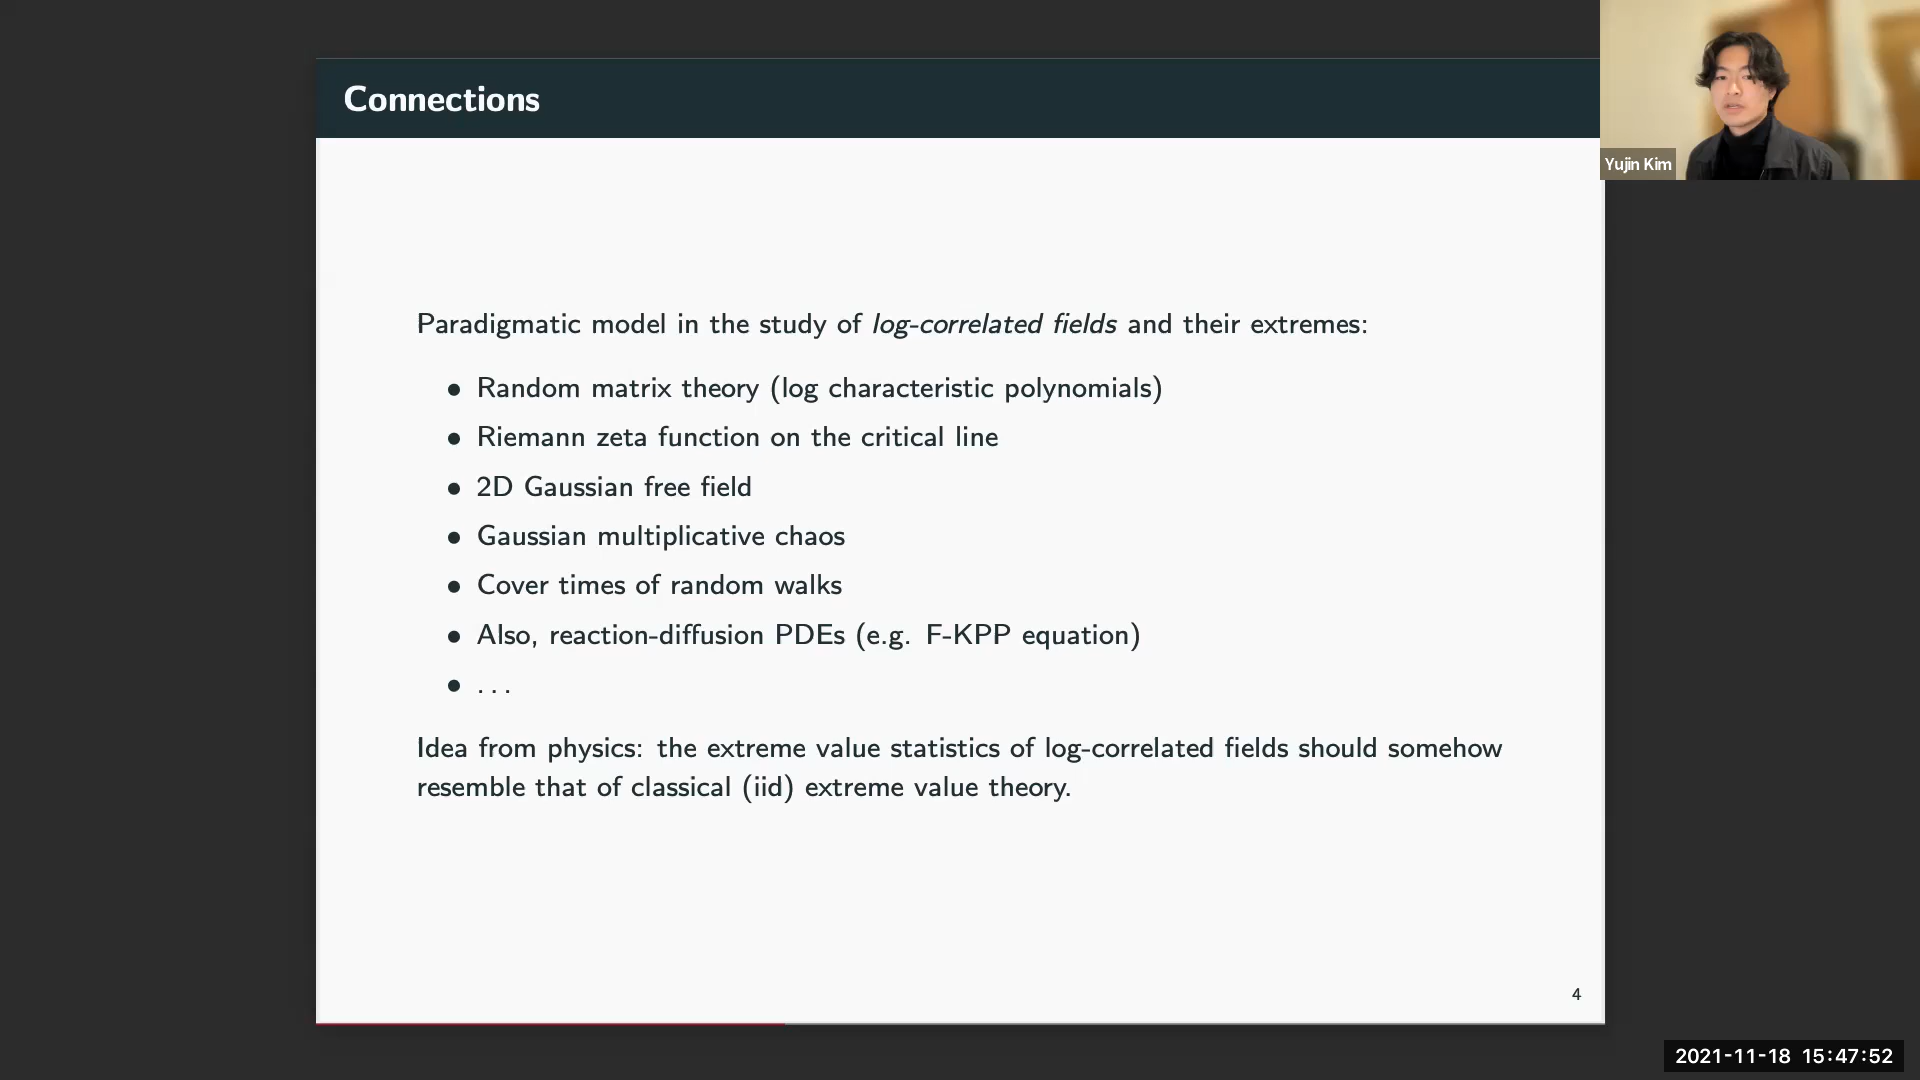 Connections
Yujin Kim
Paradigmatic model in the study of log-correlated fields and their extremes:
• Random matrix theory (log characteristic polynomials)
• Riemann zeta function on the critical line
• 2D Gaussian free field
• Gaussian multiplicative chaos
• Cover times of random walks
• Also, reaction-diffusion PDEs (e.g. F-KPP equation)
• . . .
Idea from physics: the extreme value statistics of log-correlated fields should somehow
resemble that of classical (iid) extreme value theory.
4
2021-11-18 15:47:52